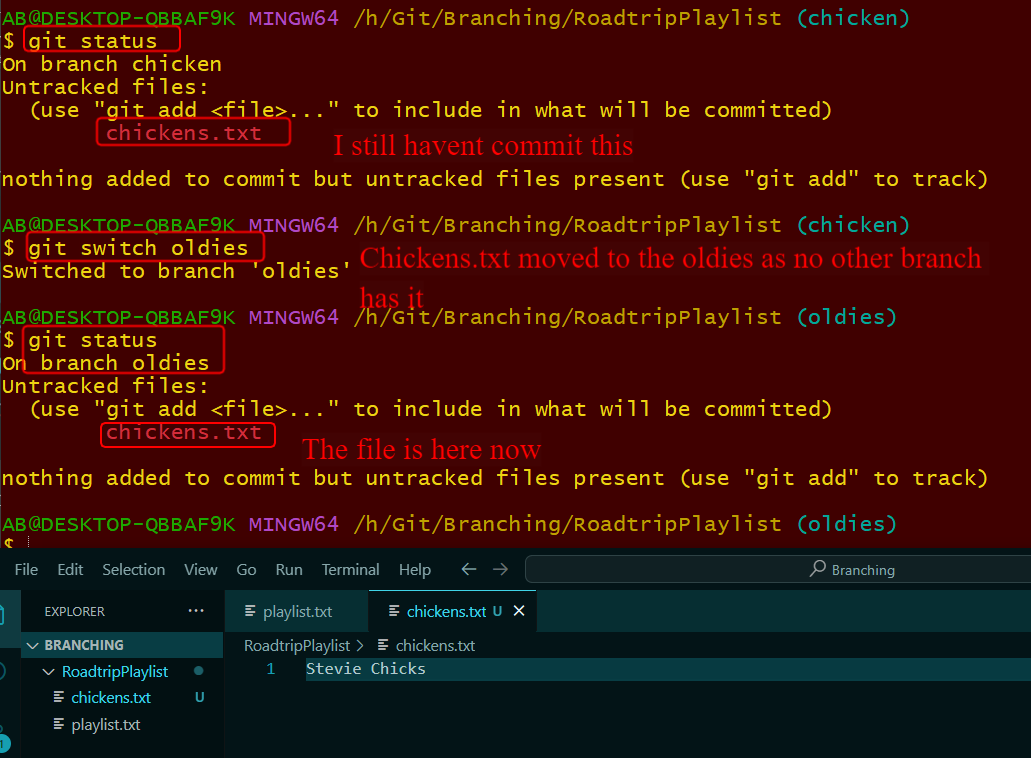 AB@DESKTOP-QBBAF9K MINGW64 /h/Git/Branching/RoadtripPlaylist (chicken)
$ git status
On branch chicken
Untracked files:
(use "git add <file>..." to include in what will be committed)
chickens.txt
I still havent commit this
nothing added to commit but untracked files present (use "git add" to track)
AB@DESKTOP-QBBAF9K MINGW64 /h/Git/Branching/RoadtripPlaylist (chicken)
$ git switch oldies
Switched to branch 'oldies'
Chickens.txt moved to the oldies as no other branch
has it
AB@DESKTOP-QBBAF9K MINGW64 /h/Git/Branching/RoadtripPlaylist (oldies)
$ git status
On branch oldies
Untracked files:
(use "git add <file>..." to include in what will be committed)
chickens.txt
The file is here now
nothing added to commit but untracked files present (use "git add" to track)
AB@DESKTOP-QBBAF9K MINGW64 /h/Git/Branching/RoadtripPlaylist (oldies)
$
File Edit Selection View Go Run Terminal Help Branching
EXPLORER ... playlist.txt chickens.txt U
BRANCHING
RoadtripPlaylist > chickens.txt
RoadtripPlaylist
1 Stevie Chicks
chickens.txt U
playlist.txt
1